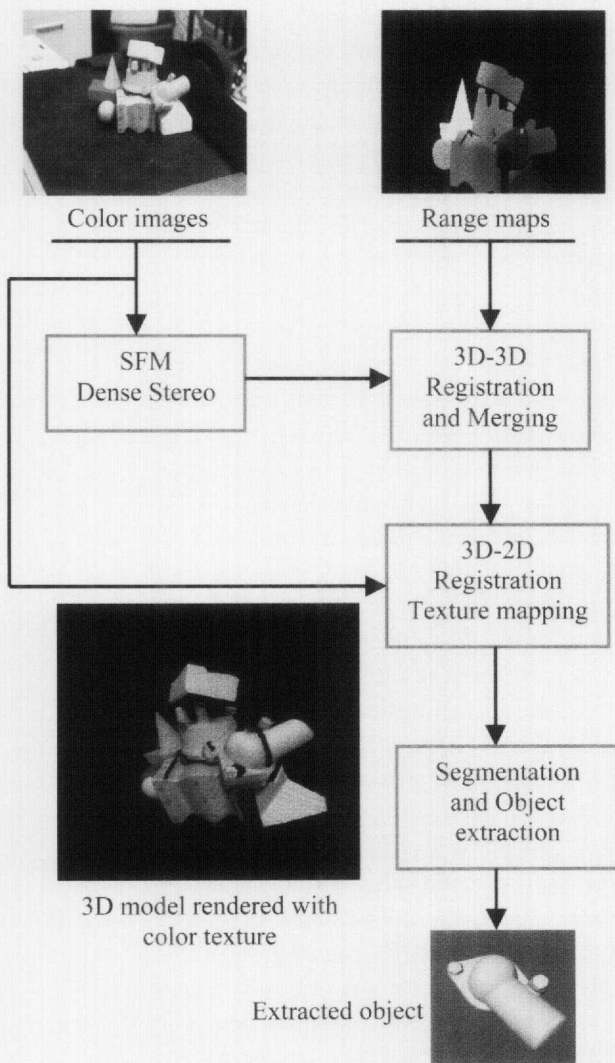 Color images
Range maps
SFM
Dense Stereo
3D-3D
Registration
and Merging
3D-2D
Registration
Texture mapping
Segmentation
and Object
extraction
3D model rendered with
color texture
Extracted object